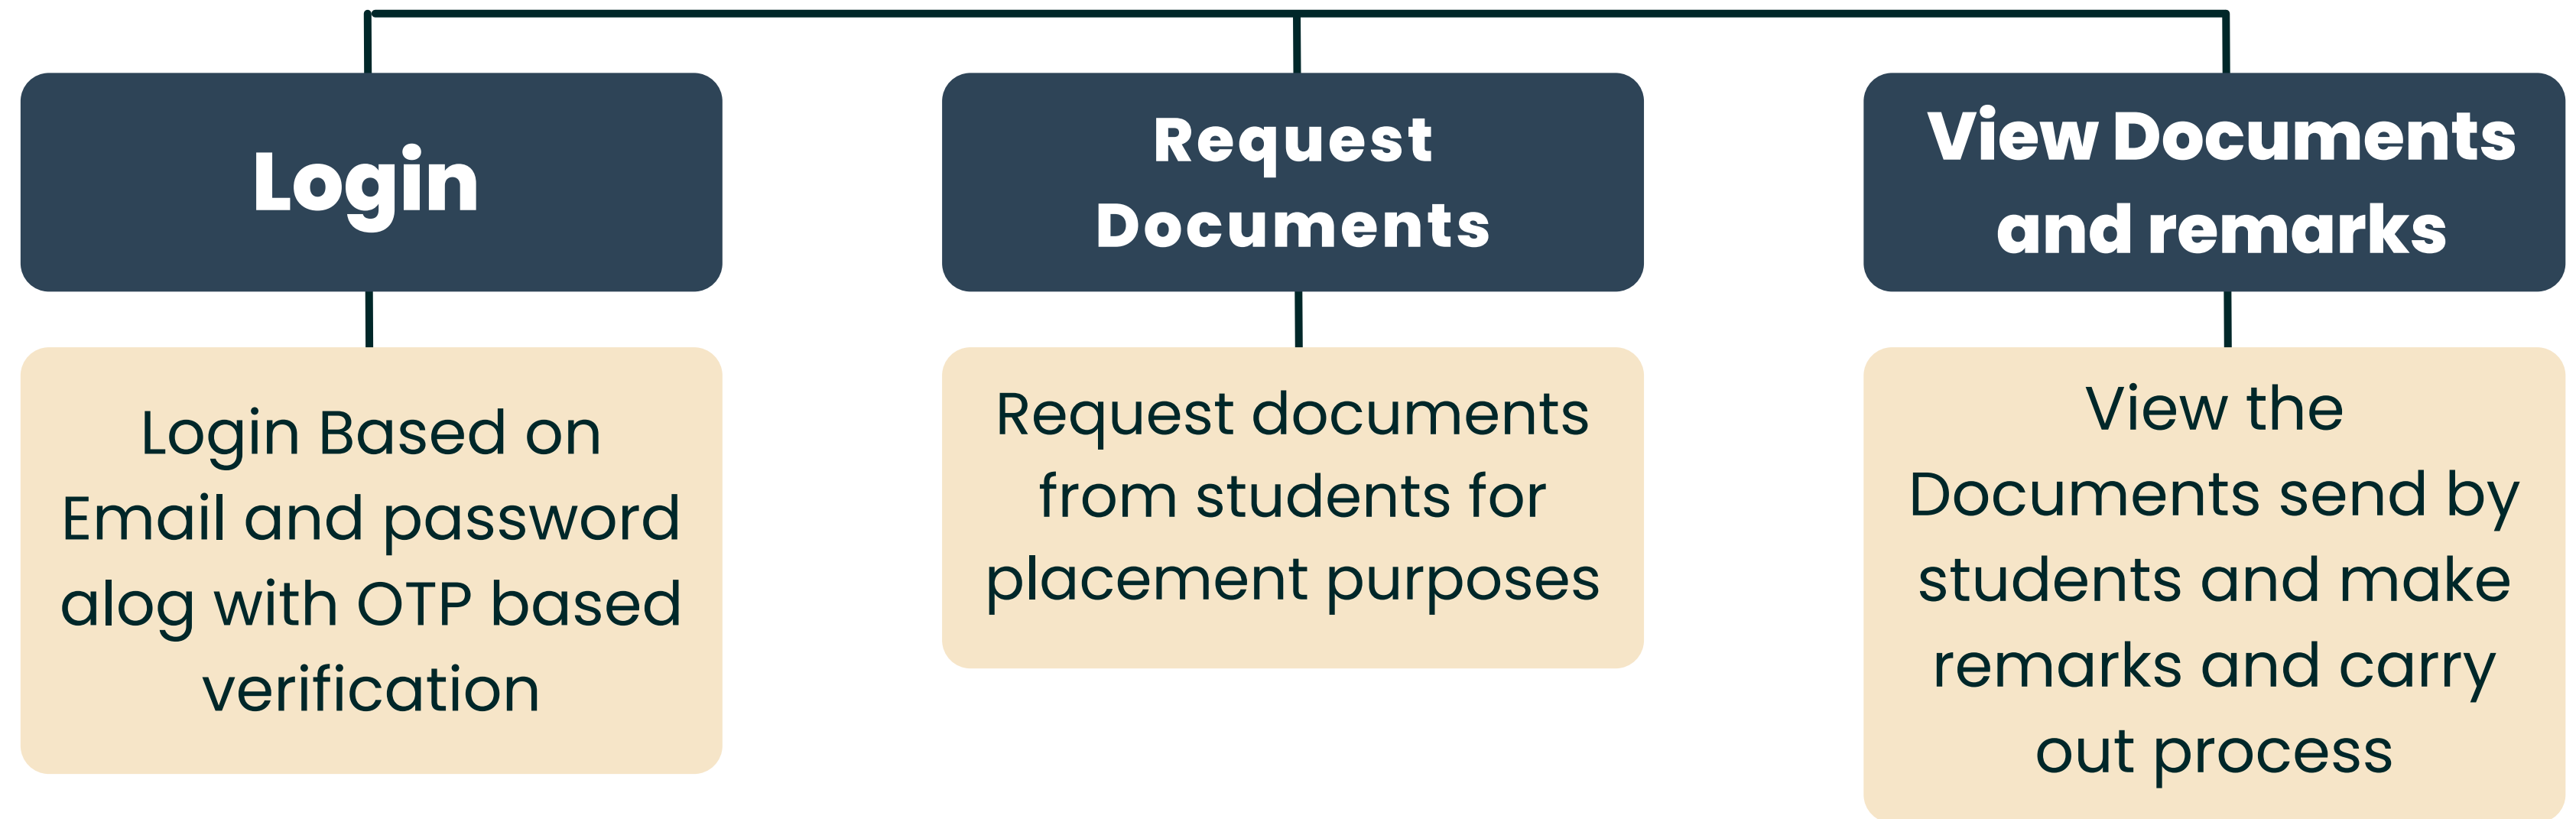 Login
Request
Documents
View Documents
and remarks
Login Based on
Email and password
alog with OTP based
verification
Request documents
from students for
placement purposes
View the
Documents send by
students and make
remarks and carry
out process